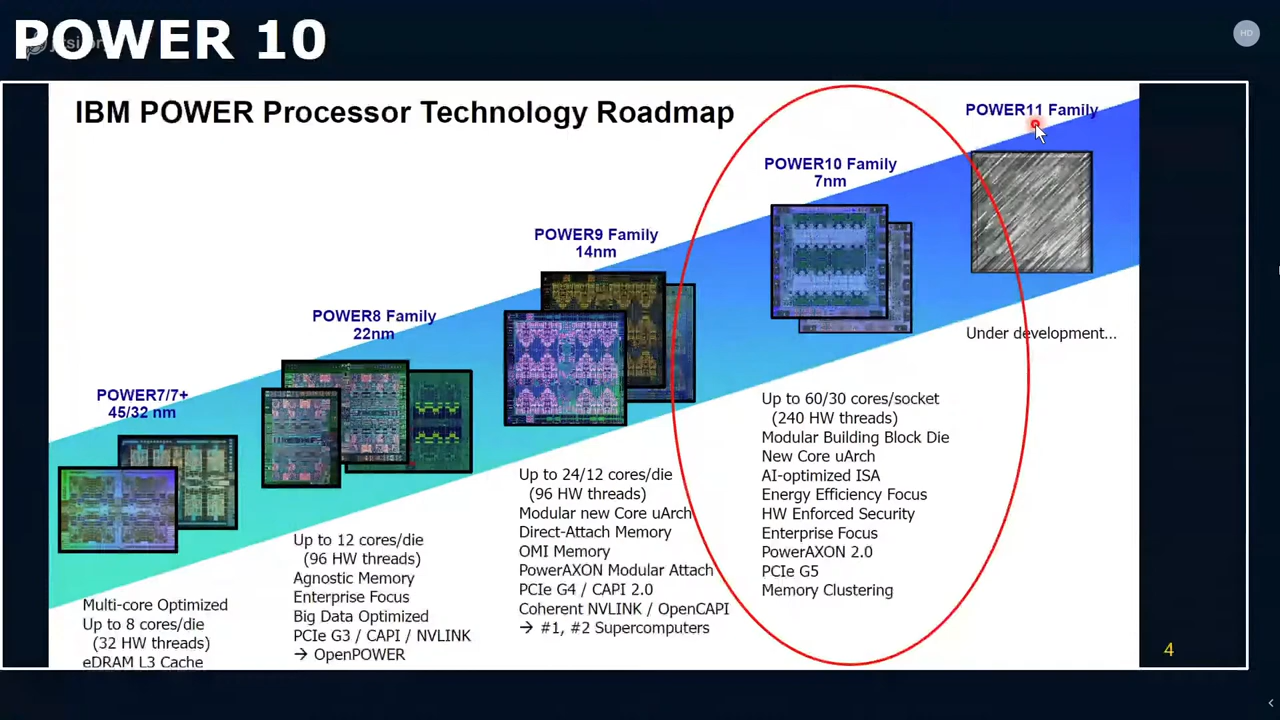 POWER 10
HD
IBM POWER Processor Technology Roadmap
POWER7/7+
45/32 nm
Multi-core Optimized
Up to 8 cores/die
(32 HW threads)
eDRAM L3 Cache
POWER8 Family
22nm
Up to 12 cores/die
(96 HW threads)
Agnostic Memory
Enterprise Focus
Big Data Optimized
PCIe G3 / CAPI / NVLINK
→ OpenPOWER
POWER9 Family
14nm
Up to 24/12 cores/die
(96 HW threads)
Modular new Core uArch
Direct-Attach Memory
OMI Memory
PowerAXON Modular Attach
PCIe G4 / CAPI 2.0
Coherent NVLINK / OpenCAPI
→ #1, #2 Supercomputers
POWER10 Family
7nm
Up to 60/30 cores/socket
(240 HW threads)
Modular Building Block Die
New Core uArch
AI-optimized ISA
Energy Efficiency Focus
HW Enforced Security
Enterprise Focus
PowerAXON 2.0
PCIe G5
Memory Clustering
POWER11 Family
Under development...
4